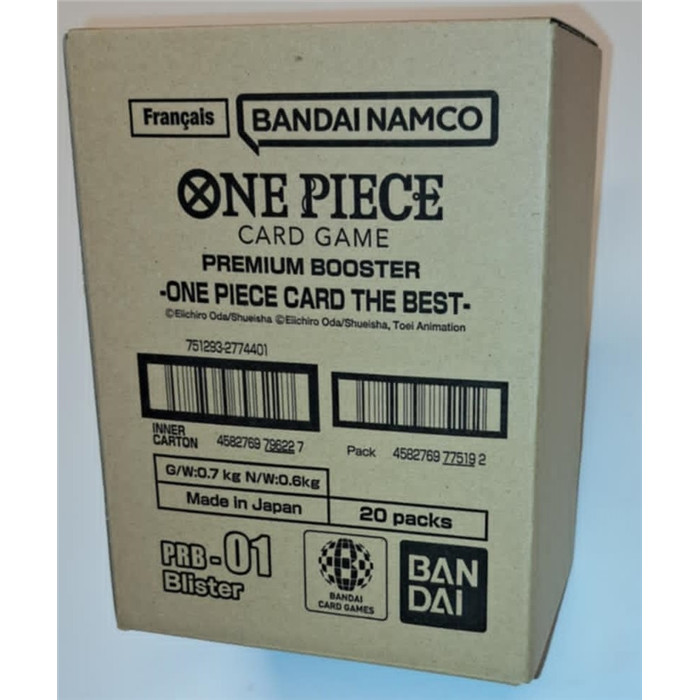 Français BANDAI NAMCO
ONE PIECE
CARD GAME
PREMIUM BOOSTER
-ONE PIECE CARD THE BEST-
©Eiichiro Oda/Shueisha ©Eiichiro Oda/Shueisha, Toei Animation
751293-2774401
INNER
CARTON 4582769 79622 7
Pack 4582769 77519 2
G/W:0.7 kg N/W:0.6kg
Made in Japan 20 packs
PRB-01
Blister
BANDAI
CARD GAMES
BAN
DAI